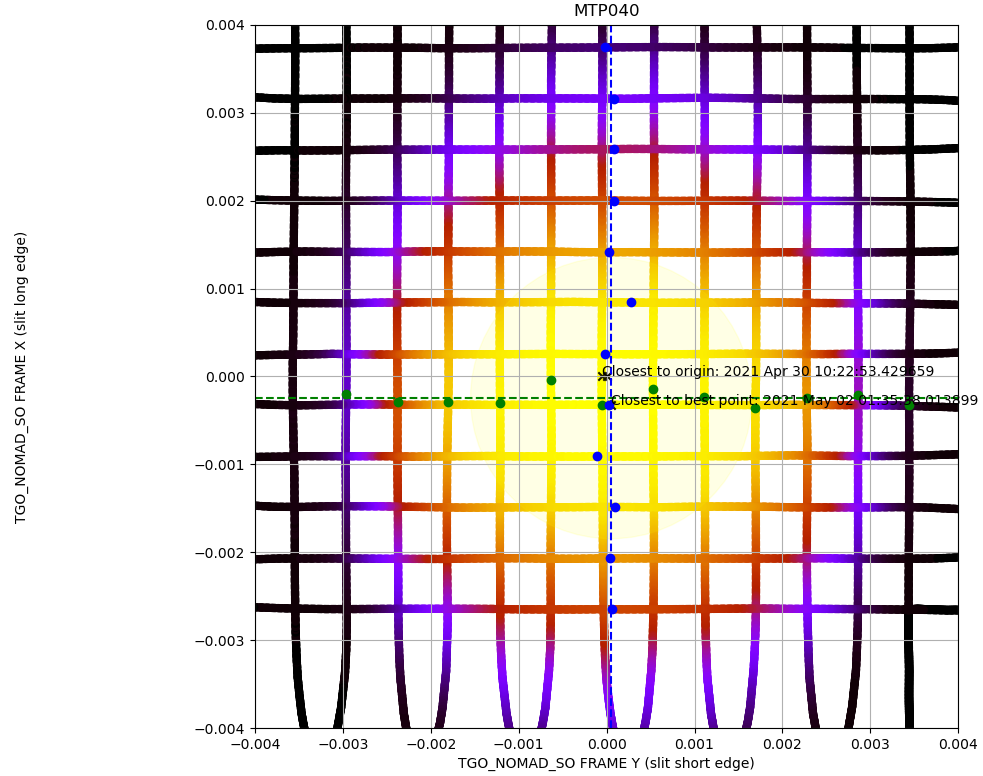 MTP040
0.004
0.003
0.002
0.001
0.000
−0.001
−0.002
−0.003
−0.004
TGO_NOMAD_SO FRAME X (slit long edge)
Closest to origin: 2021 Apr 30 10:22:53.429559
Closest to best point: 2021 May 02 01:35:38.013899
−0.004 −0.003 −0.002 −0.001 0.000 0.001 0.002 0.003 0.004
TGO_NOMAD_SO FRAME Y (slit short edge)